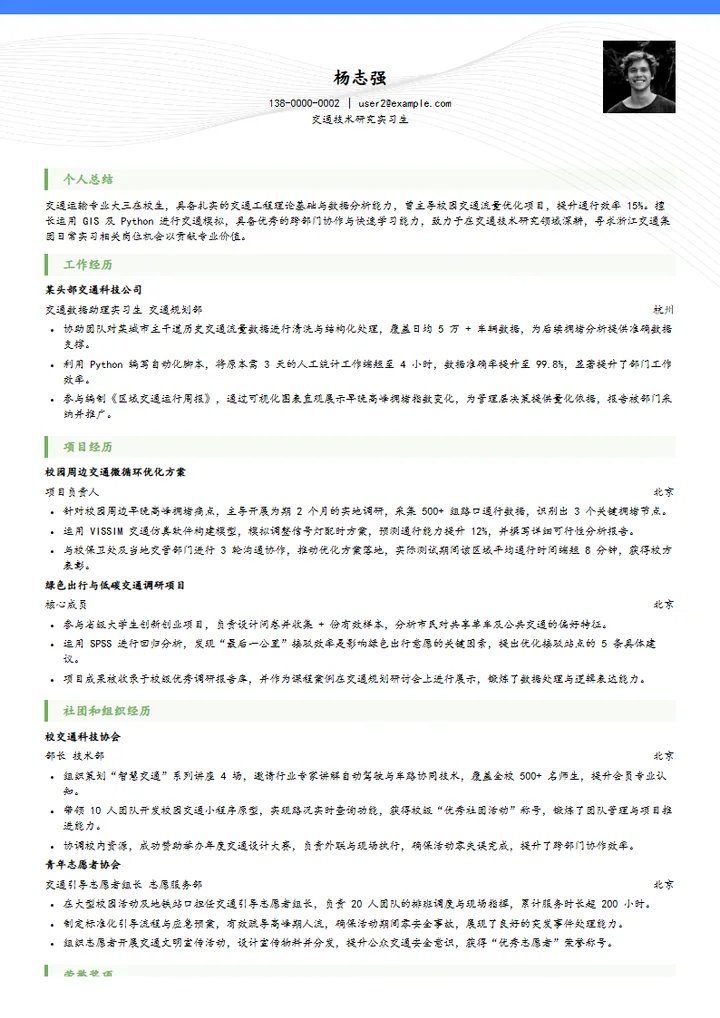 杨志强
138-0000-0002 | user2@example.com
交通技术研究实习生
个人总结
交通运输专业大三在校生，具备扎实的交通工程理论基础与数据分析能力，曾主导校园交通流量优化项目，提升通行效率 15%。擅
长运用 GIS 及 Python 进行交通模拟，具备优秀的跨部门协作与快速学习能力，致力于在交通技术研究领域深耕，寻求浙江交通集
团日常实习相关岗位机会以贡献专业价值。
工作经历
某头部交通科技公司
交通数据助理实习生 交通规划部 杭州
• 协助团队对某城市主干道历史交通流量数据进行清洗与结构化处理，覆盖日均 5 万 + 车辆数据，为后续拥堵分析提供准确数据
支撑。
• 利用 Python 编写自动化脚本，将原本需 3 天的人工统计工作缩短至 4 小时，数据准确率提升至 99.8%，显著提升了部门工作
效率。
• 参与编制《区域交通运行周报》，通过可视化图表直观展示早晚高峰拥堵指数变化，为管理层决策提供量化依据，报告被部门采
纳并推广。
项目经历
校园周边交通微循环优化方案
项目负责人 北京
• 针对校园周边早晚高峰拥堵痛点，主导开展为期 2 个月的实地调研，采集 500+ 组路口通行数据，识别出 3 个关键拥堵节点。
• 运用 VISSIM 交通仿真软件构建模型，模拟调整信号灯配时方案，预测通行能力提升 12%，并撰写详细可行性分析报告。
• 与校保卫处及当地交管部门进行 3 轮沟通协作，推动优化方案落地，实际测试期间该区域平均通行时间缩短 8 分钟，获得校方
表彰。
绿色出行与低碳交通调研项目
核心成员 北京
• 参与省级大学生创新创业项目，负责设计问卷并收集 + 份有效样本，分析市民对共享单车及公共交通的偏好特征。
• 运用 SPSS 进行回归分析，发现“最后一公里”接驳效率是影响绿色出行意愿的关键因素，提出优化接驳站点的 5 条具体建
议。
• 项目成果被收录于校级优秀调研报告库，并作为课程案例在交通规划研讨会上进行展示，锻炼了数据处理与逻辑表达能力。
社团和组织经历
校交通科技协会
部长 技术部 北京
• 组织策划“智慧交通”系列讲座 4 场，邀请行业专家讲解自动驾驶与车路协同技术，覆盖全校 500+ 名师生，提升会员专业认
知。
• 带领 10 人团队开发校园交通小程序原型，实现路况实时查询功能，获得校级“优秀社团活动”称号，锻炼了团队管理与项目推
进能力。
• 协调校内资源，成功赞助举办年度交通设计大赛，负责外联与现场执行，确保活动零失误完成，提升了跨部门协作效率。
青年志愿者协会
交通引导志愿者组长 志愿服务部 北京
• 在大型校园活动及地铁站口担任交通引导志愿者组长，负责 20 人团队的排班调度与现场指挥，累计服务时长超 200 小时。
• 制定标准化引导流程与应急预案，有效疏导高峰期人流，确保活动期间零安全事故，展现了良好的突发事件处理能力。
• 组织志愿者开展交通文明宣传活动，设计宣传物料并分发，提升公众交通安全意识，获得“优秀志愿者”荣誉称号。
荣誉奖项